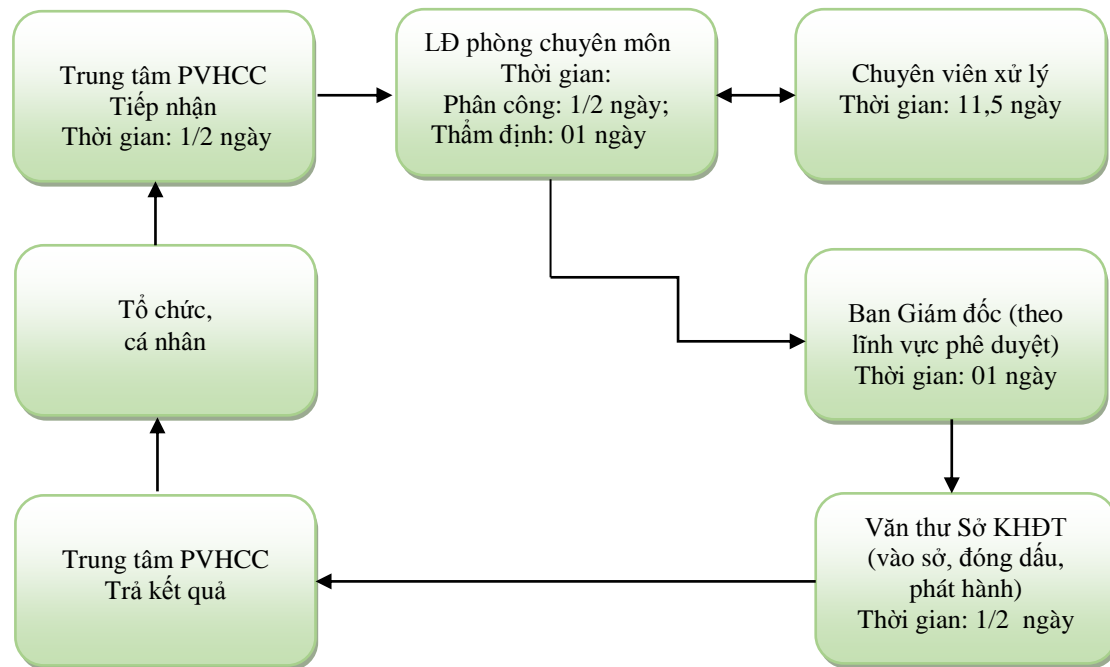 Trung tâm PVHCC
Tiếp nhận
Thời gian: 1/2 ngày
LĐ phòng chuyên môn
Thời gian:
Phân công: 1/2 ngày;
Thẩm định: 01 ngày
Chuyên viên xử lý
Thời gian: 11,5 ngày
Tổ chức,
cá nhân
Ban Giám đốc (theo
lĩnh vực phê duyệt)
Thời gian: 01 ngày
Trung tâm PVHCC
Trả kết quả
Văn thư Sở KHĐT
(vào sở, đóng dấu,
phát hành)
Thời gian: 1/2 ngày